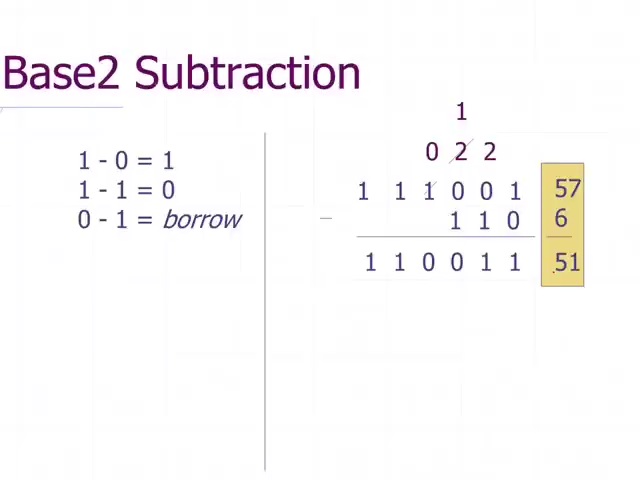 Base2 Subtraction
1 - 0 = 1
1 - 1 = 0
0 - 1 = borrow
1
0 2 2
1 1 1 0 0 1 57
– 1 1 0 6
1 1 0 0 1 1 51